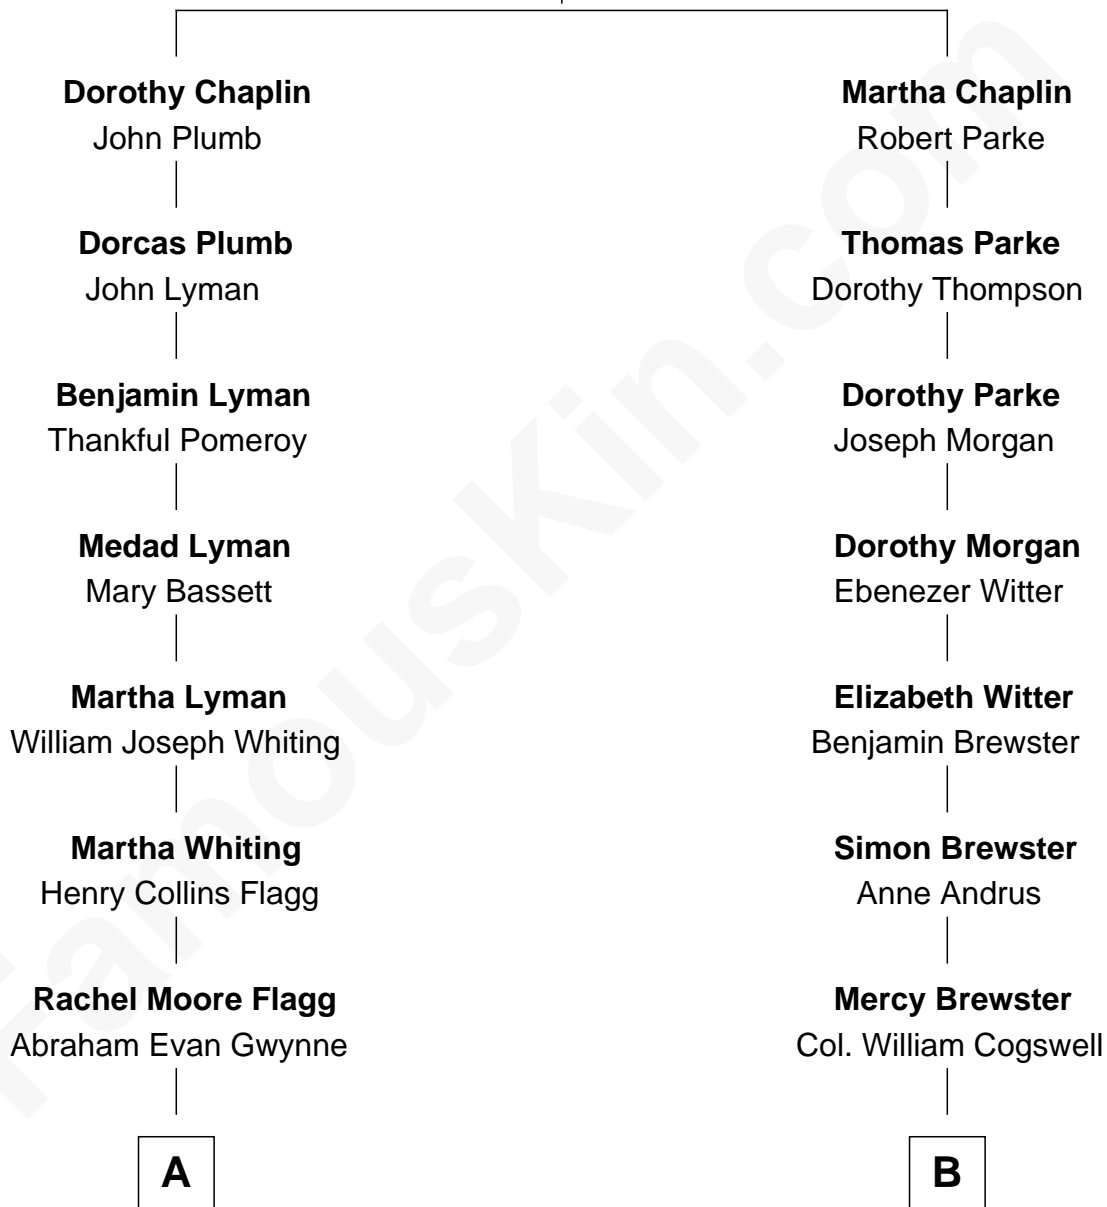 Dorothy Chaplin
John Plumb
Dorcas Plumb
John Lyman
Benjamin Lyman
Thankful Pomeroy
Medad Lyman
Mary Bassett
Martha Lyman
William Joseph Whiting
Martha Whiting
Henry Collins Flagg
Rachel Moore Flagg
Abraham Evan Gwynne
A
Martha Chaplin
Robert Parke
Thomas Parke
Dorothy Thompson
Dorothy Parke
Joseph Morgan
Dorothy Morgan
Ebenezer Witter
Elizabeth Witter
Benjamin Brewster
Simon Brewster
Anne Andrus
Mercy Brewster
Col. William Cogswell
B
FamousKin.com